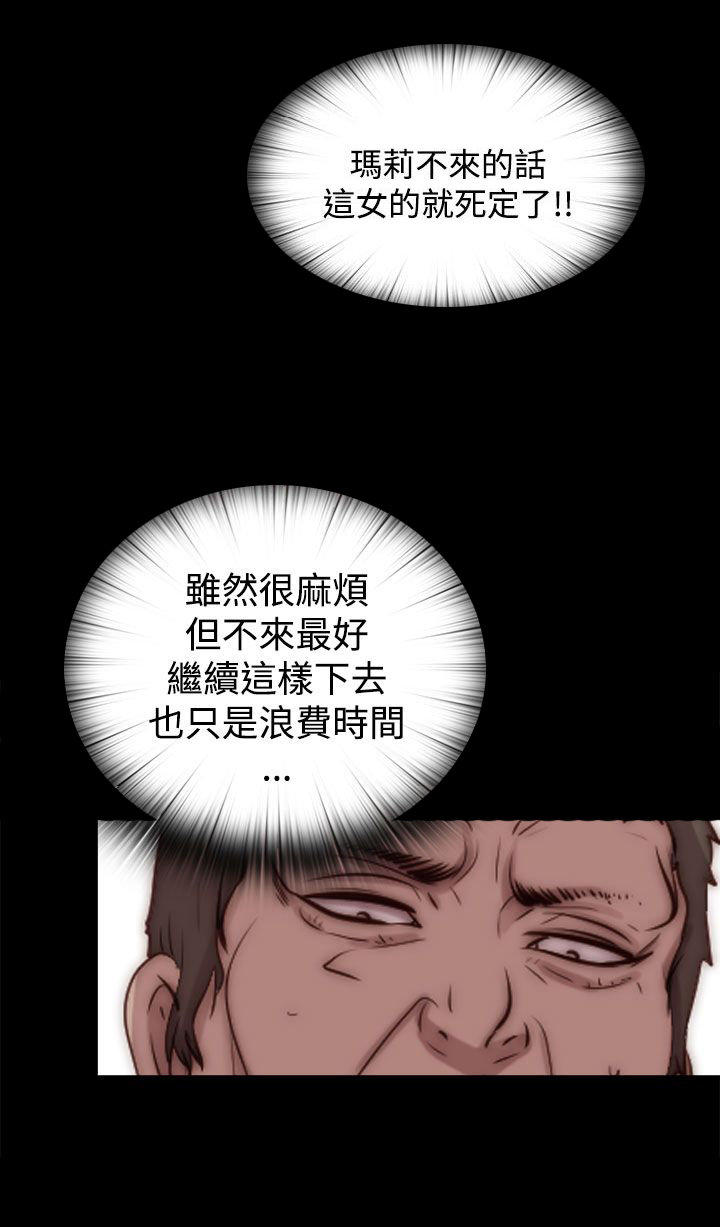 瑪莉不來的話
這女的就死定了!!
雖然很麻煩
但不來最好
繼續這樣下去
也只是浪費時間
...